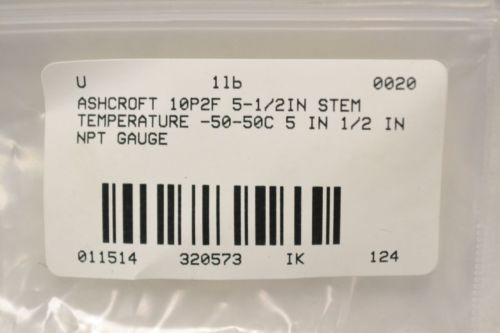 U 1lb 0020
ASHCROFT 10P2F 5-1/2IN STEM
TEMPERATURE -50-50C 5 IN 1/2 IN
NPT GAUGE
011514 320573 IK 124